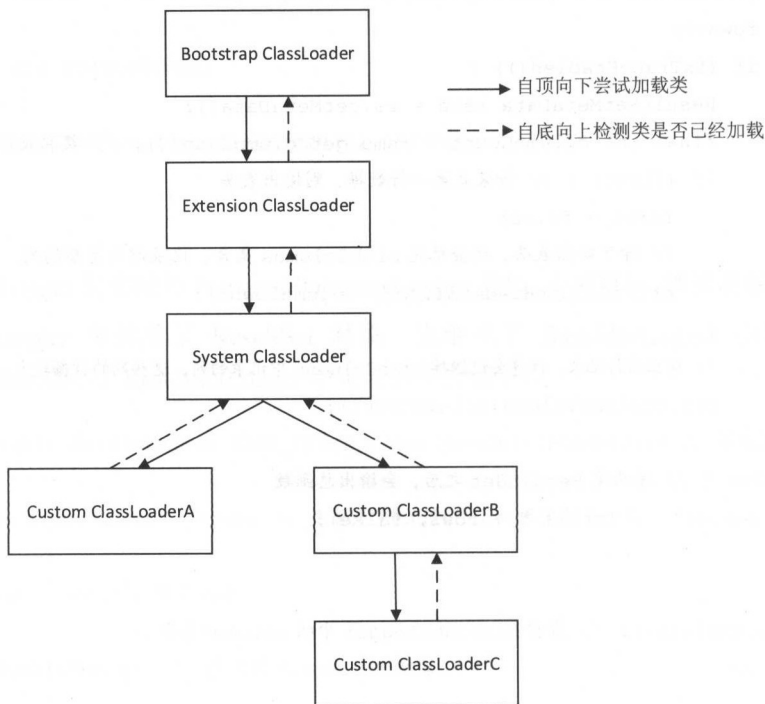 Bootstrap ClassLoader
自顶向下尝试加载类
自底向上检测类是否已经加载
Extension ClassLoader
System ClassLoader
Custom ClassLoaderA
Custom ClassLoaderB
Custom ClassLoaderC